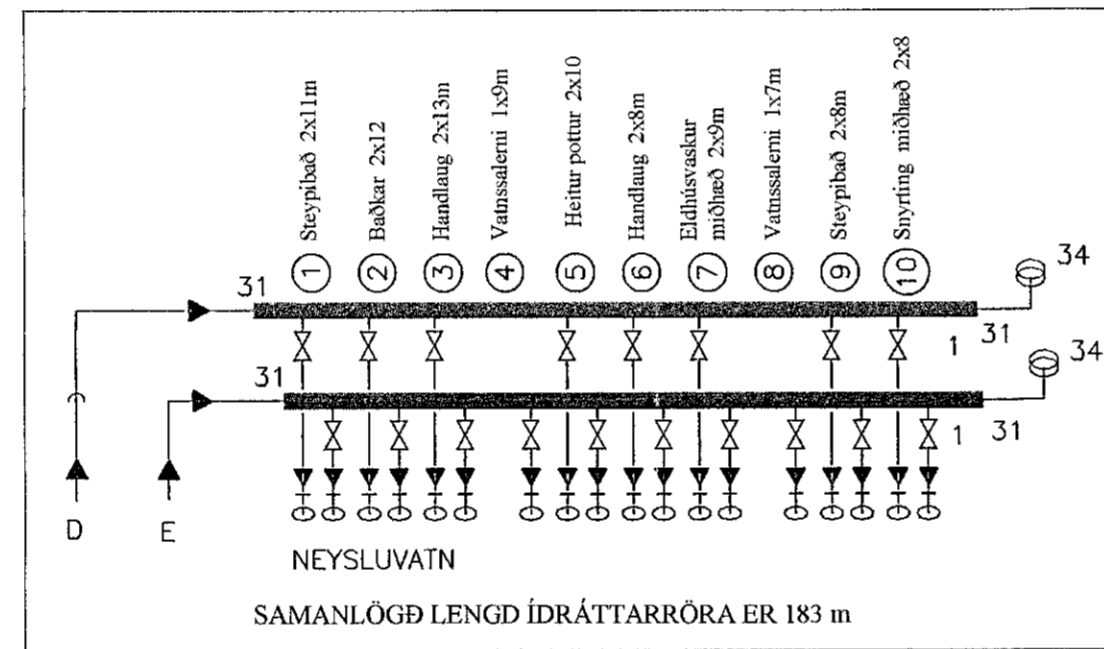 Steypibað 2x11m
Baðkar 2x12
Handlaug 2x13m
Vatnssalerni 1x9m
Heitur pottur 2x10
Handlaug 2x8m
Eldhúsvaskur
miðhæð 2x9m
Vatnssalerni 1x7m
Steypibað 2x8m
Snyrting miðhæð 2x8
1 2 3 4 5 6 7 8 9 10
31
34
1 31
31
34
1 31
D
E
NEYSLUVATN
SAMANLÖGÐ LENGD ÍDRÁTTARRÖRA ER 183 m